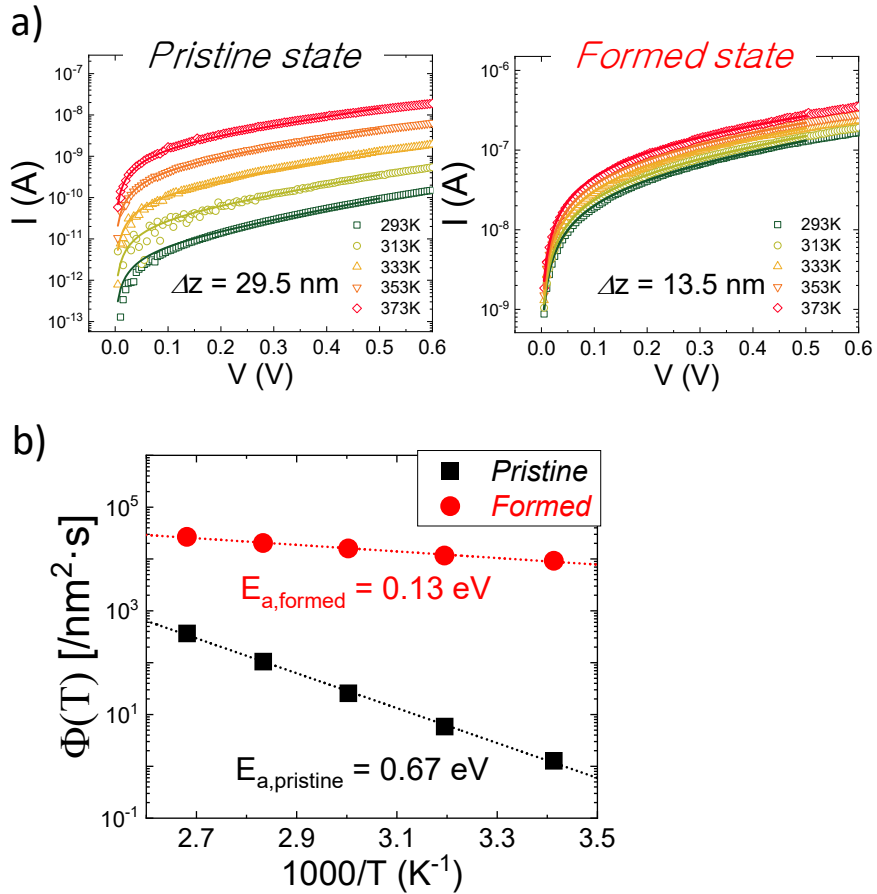 a)
Pristine state
Formed state
10⁻⁷
10⁻⁸
10⁻⁹
10⁻¹⁰
10⁻¹¹
10⁻¹²
10⁻¹³
I (A)
293K
313K
333K
353K
373K
Δz = 29.5 nm
0.0 0.1 0.2 0.3 0.4 0.5 0.6
V (V)
10⁻⁶
10⁻⁷
10⁻⁸
10⁻⁹
I (A)
293K
313K
333K
353K
373K
Δz = 13.5 nm
0.0 0.1 0.2 0.3 0.4 0.5 0.6
V (V)
b)
Pristine
Formed
10⁵
10³
10¹
10⁻¹
Φ(T) [/nm²·s]
Eₐ,formed = 0.13 eV
Eₐ,pristine = 0.67 eV
2.7 2.9 3.1 3.3 3.5
1000/T (K⁻¹)